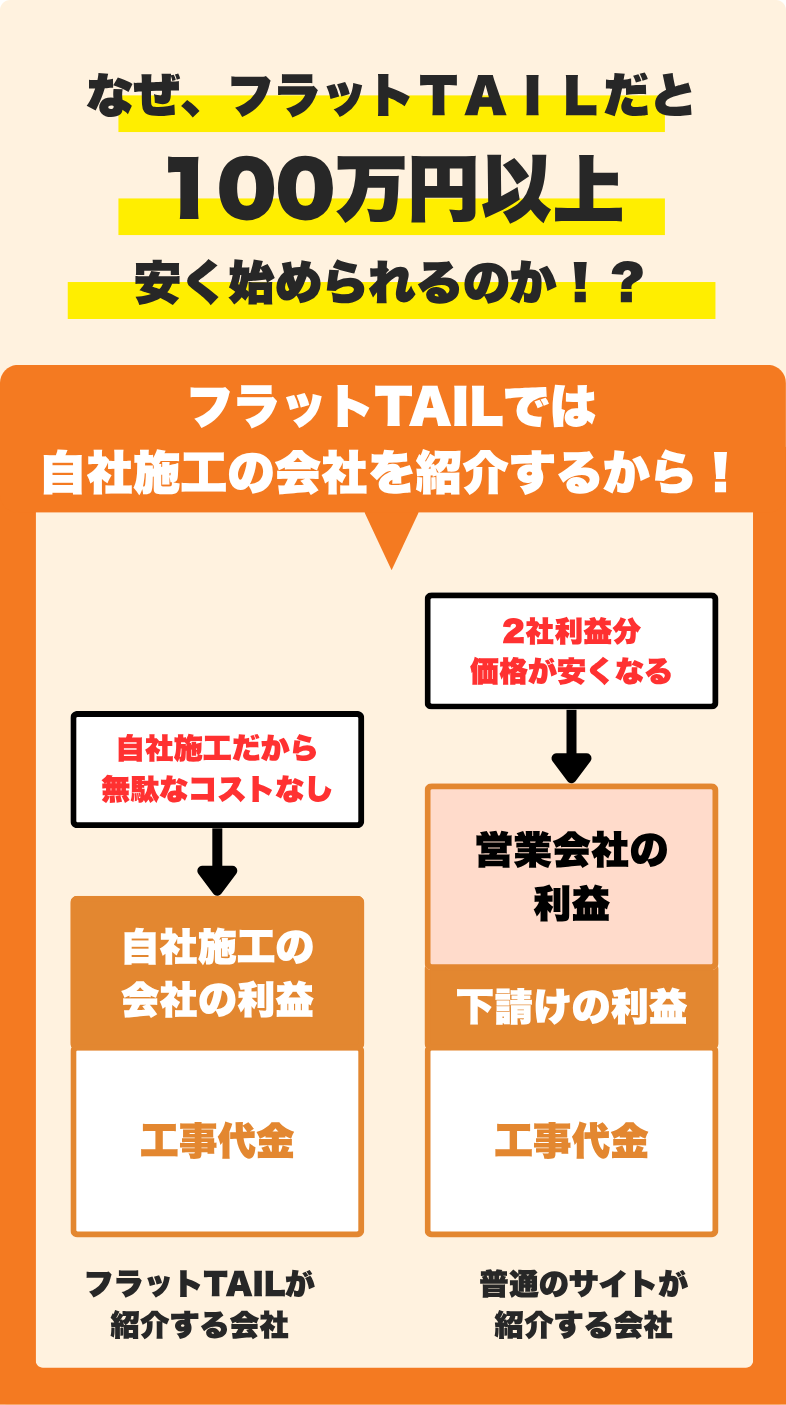 なぜ、フラットＴＡＩＬだと
100万円以上
安く始められるのか！？
フラットTAILでは
自社施工の会社を紹介するから！
2社利益分
価格が安くなる
自社施工だから
無駄なコストなし
営業会社の
利益
自社施工の
会社の利益
下請けの利益
工事代金
工事代金
フラットTAILが
紹介する会社
普通のサイトが
紹介する会社